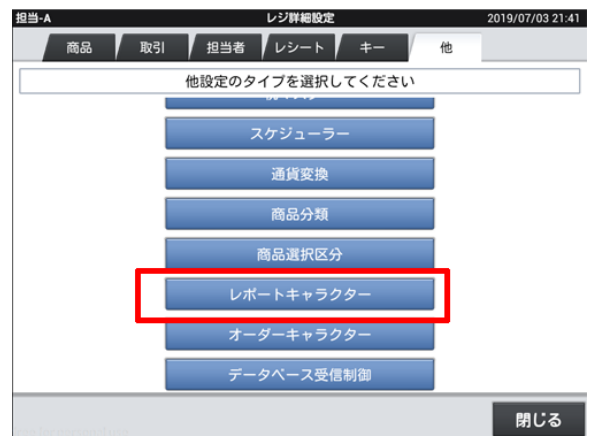 担当-A レジ詳細設定 2019/07/03 21:41
商品 取引 担当者 レシート キー 他
他設定のタイプを選択してください
スケジューラー
通貨変換
商品分類
商品選択区分
レポートキャラクター
オーダーキャラクター
データベース受信制御
閉じる